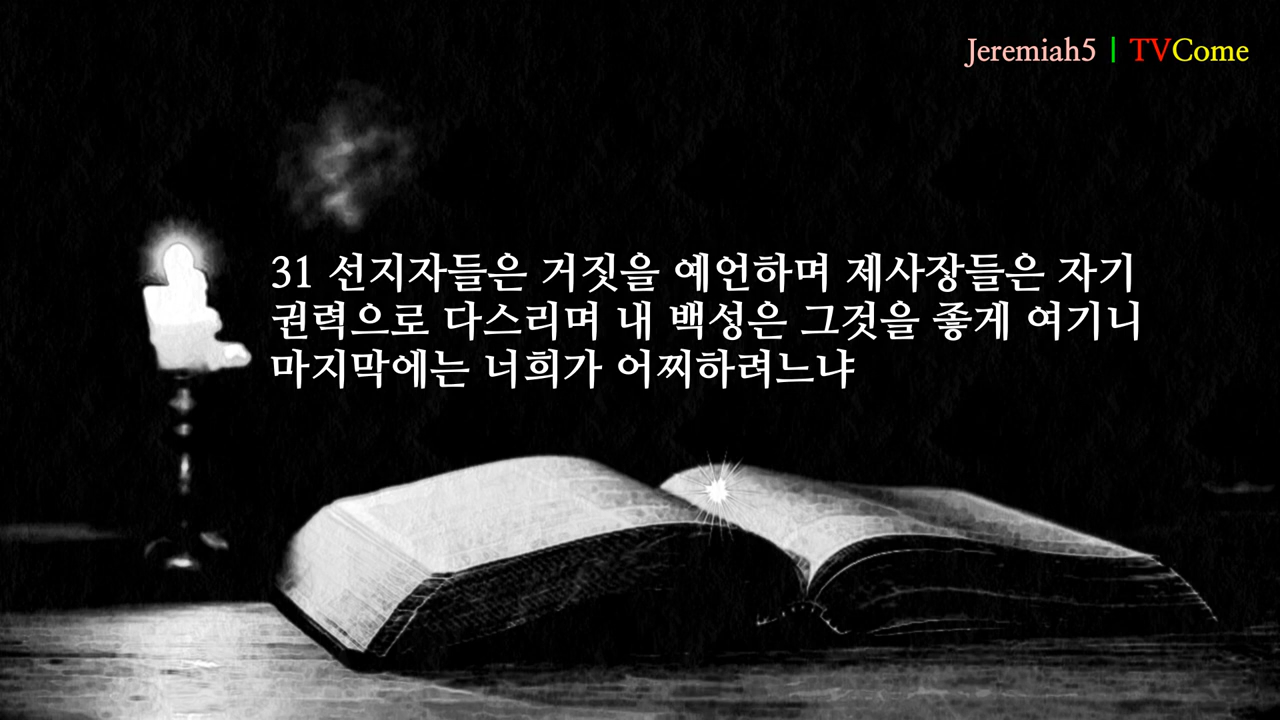 Jeremiah5 | TVCome
31 선지자들은 거짓을 예언하며 제사장들은 자기
권력으로 다스리며 내 백성은 그것을 좋게 여기니
마지막에는 너희가 어찌하려느냐